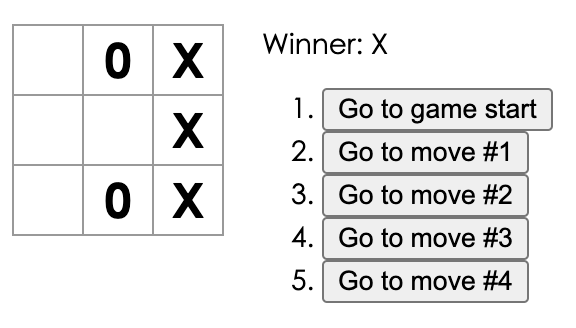 0 X
X
0 X
Winner: X
1. Go to game start
2. Go to move #1
3. Go to move #2
4. Go to move #3
5. Go to move #4